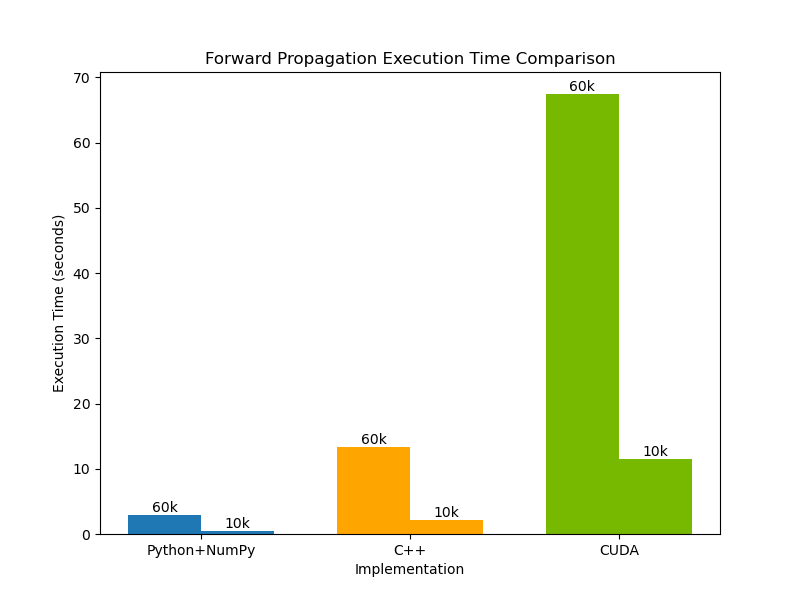 Forward Propagation Execution Time Comparison
Execution Time (seconds)
70
60
50
40
30
20
10
0
60k
10k
60k
10k
60k
10k
Python+NumPy
C++
CUDA
Implementation